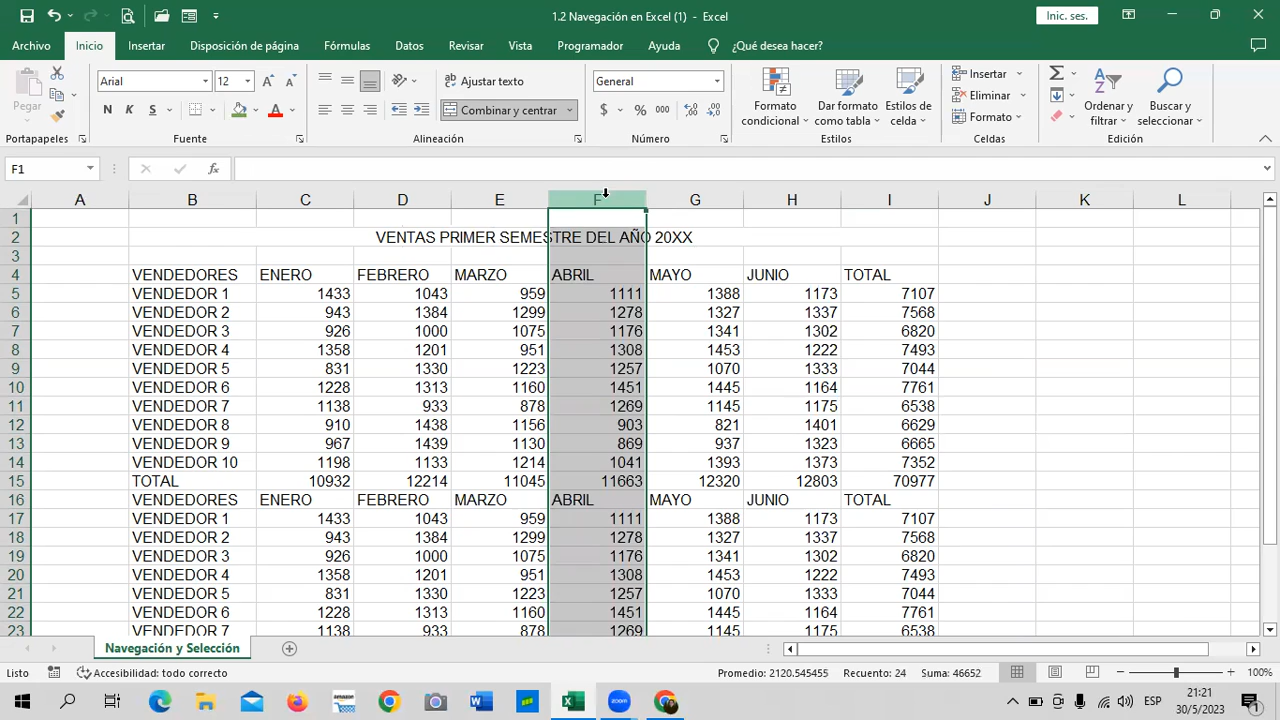 1.2 Navegación en Excel (1) - Excel
Inic. ses.
Archivo Inicio Insertar Disposición de página Fórmulas Datos Revisar Vista Programador Ayuda ¿Qué desea hacer?
Pegar
Arial 12
Ajustar texto
General
Formato condicional
Dar formato como tabla
Estilos de celda
Insertar
Eliminar
Formato
Ordenar y filtrar
Buscar y seleccionar
N K S
Combinar y centrar
$ % 000
Portapapeles Fuente Alineación Número Estilos Celdas Edición
F1 fx
A B C D E F G H I J K L
1
2 VENTAS PRIMER SEMESTRE DEL AÑO 20XX
3
4 VENDEDORES ENERO FEBRERO MARZO ABRIL MAYO JUNIO TOTAL
5 VENDEDOR 1 1433 1043 959 1111 1388 1173 7107
6 VENDEDOR 2 943 1384 1299 1278 1327 1337 7568
7 VENDEDOR 3 926 1000 1075 1176 1341 1302 6820
8 VENDEDOR 4 1358 1201 951 1308 1453 1222 7493
9 VENDEDOR 5 831 1330 1223 1257 1070 1333 7044
10 VENDEDOR 6 1228 1313 1160 1451 1445 1164 7761
11 VENDEDOR 7 1138 933 878 1269 1145 1175 6538
12 VENDEDOR 8 910 1438 1156 903 821 1401 6629
13 VENDEDOR 9 967 1439 1130 869 937 1323 6665
14 VENDEDOR 10 1198 1133 1214 1041 1393 1373 7352
15 TOTAL 10932 12214 11045 11663 12320 12803 70977
16 VENDEDORES ENERO FEBRERO MARZO ABRIL MAYO JUNIO TOTAL
17 VENDEDOR 1 1433 1043 959 1111 1388 1173 7107
18 VENDEDOR 2 943 1384 1299 1278 1327 1337 7568
19 VENDEDOR 3 926 1000 1075 1176 1341 1302 6820
20 VENDEDOR 4 1358 1201 951 1308 1453 1222 7493
21 VENDEDOR 5 831 1330 1223 1257 1070 1333 7044
22 VENDEDOR 6 1228 1313 1160 1451 1445 1164 7761
23 VENDEDOR 7 1138 933 878 1269 1145 1175 6538
Navegación y Selección
Listo Accesibilidad: todo correcto Promedio: 2120.545455 Recuento: 24 Suma: 46652 100%
ESP 21:21
30/5/2023